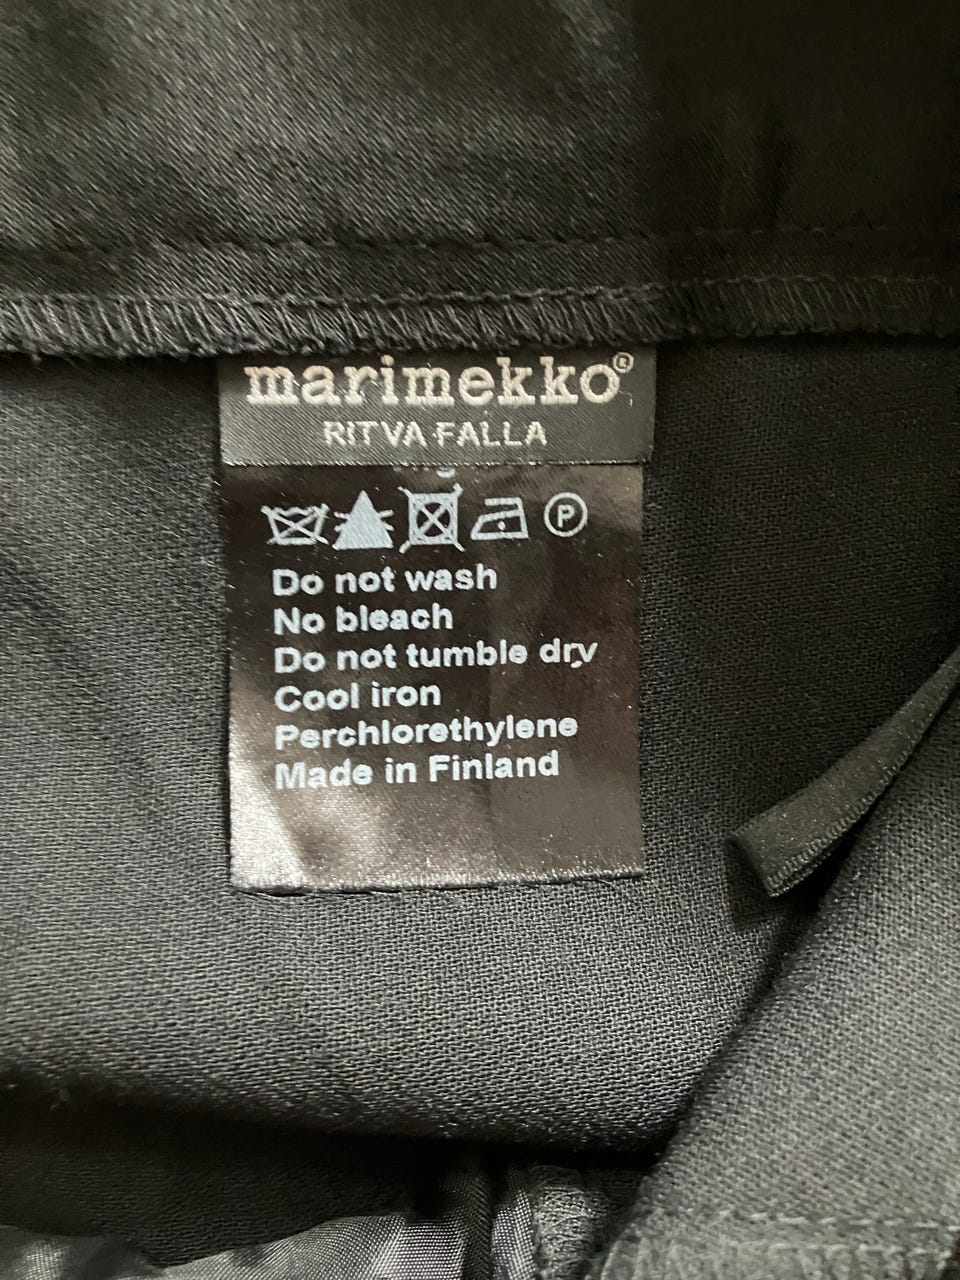 marimekko®
RITVA FALLA
P
Do not wash
No bleach
Do not tumble dry
Cool iron
Perchlorethylene
Made in Finland